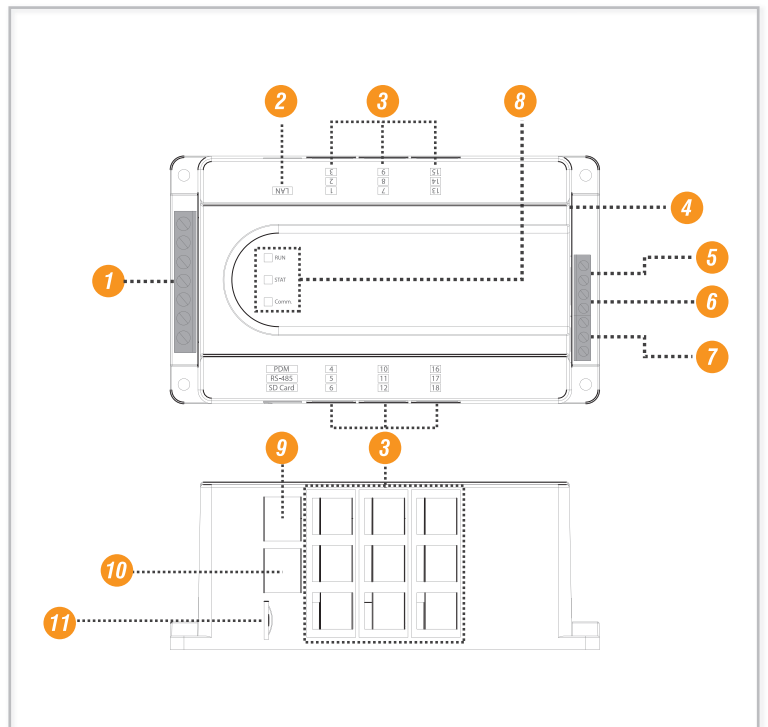 2 3 8
3 9 15
2 8 14
LAN 1 7 13
4
RUN
5
1 STAT
6
Comm.
7
PDM 4 10 16
RS-485 5 11 17
SD Card 6 12 18
9 3
10
11